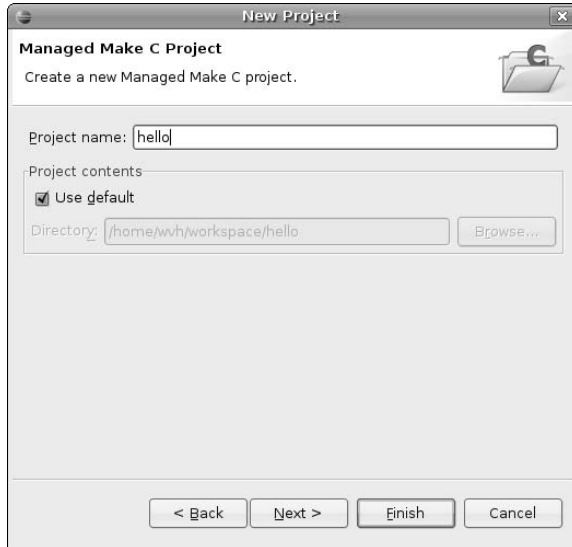 New Project
Managed Make C Project
Create a new Managed Make C project.
Project name: hello
Project contents
Use default
Directory: /home/wvh/workspace/hello Browse...
< Back Next > Finish Cancel